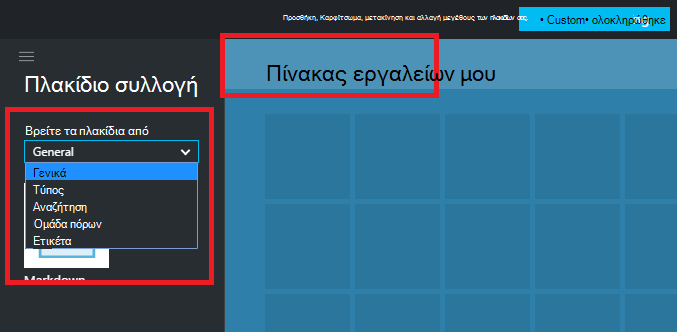 Προσθήκη, Καρφίτσωμα, μετακίνηση και αλλαγή μεγέθους των πλακιδίων σας.
• Custom• ολοκληρώθηκε
Πλακίδιο συλλογή
Πίνακας εργαλείων μου
Βρείτε τα πλακίδια από
General
Γενικά
Τύπος
Αναζήτηση
Ομάδα πόρων
Ετικέτα
Markdown